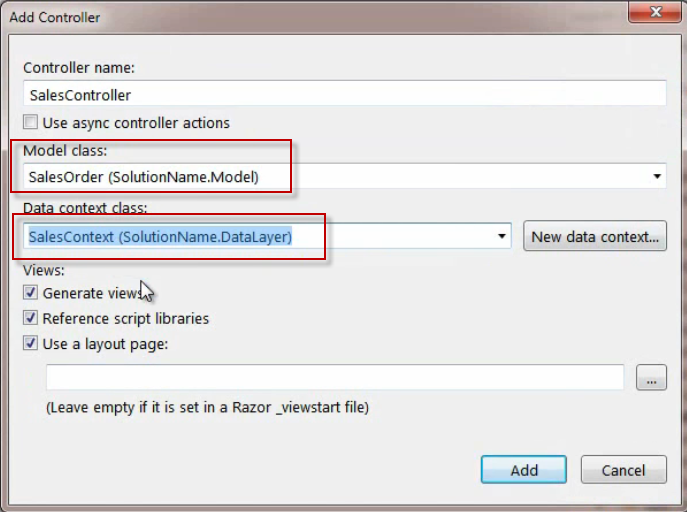 Add Controller
Controller name:
SalesController
Use async controller actions
Model class:
SalesOrder (SolutionName.Model)
Data context class:
SalesContext (SolutionName.DataLayer)
New data context...
Views:
Generate views
Reference script libraries
Use a layout page:
...
(Leave empty if it is set in a Razor _viewstart file)
Add
Cancel